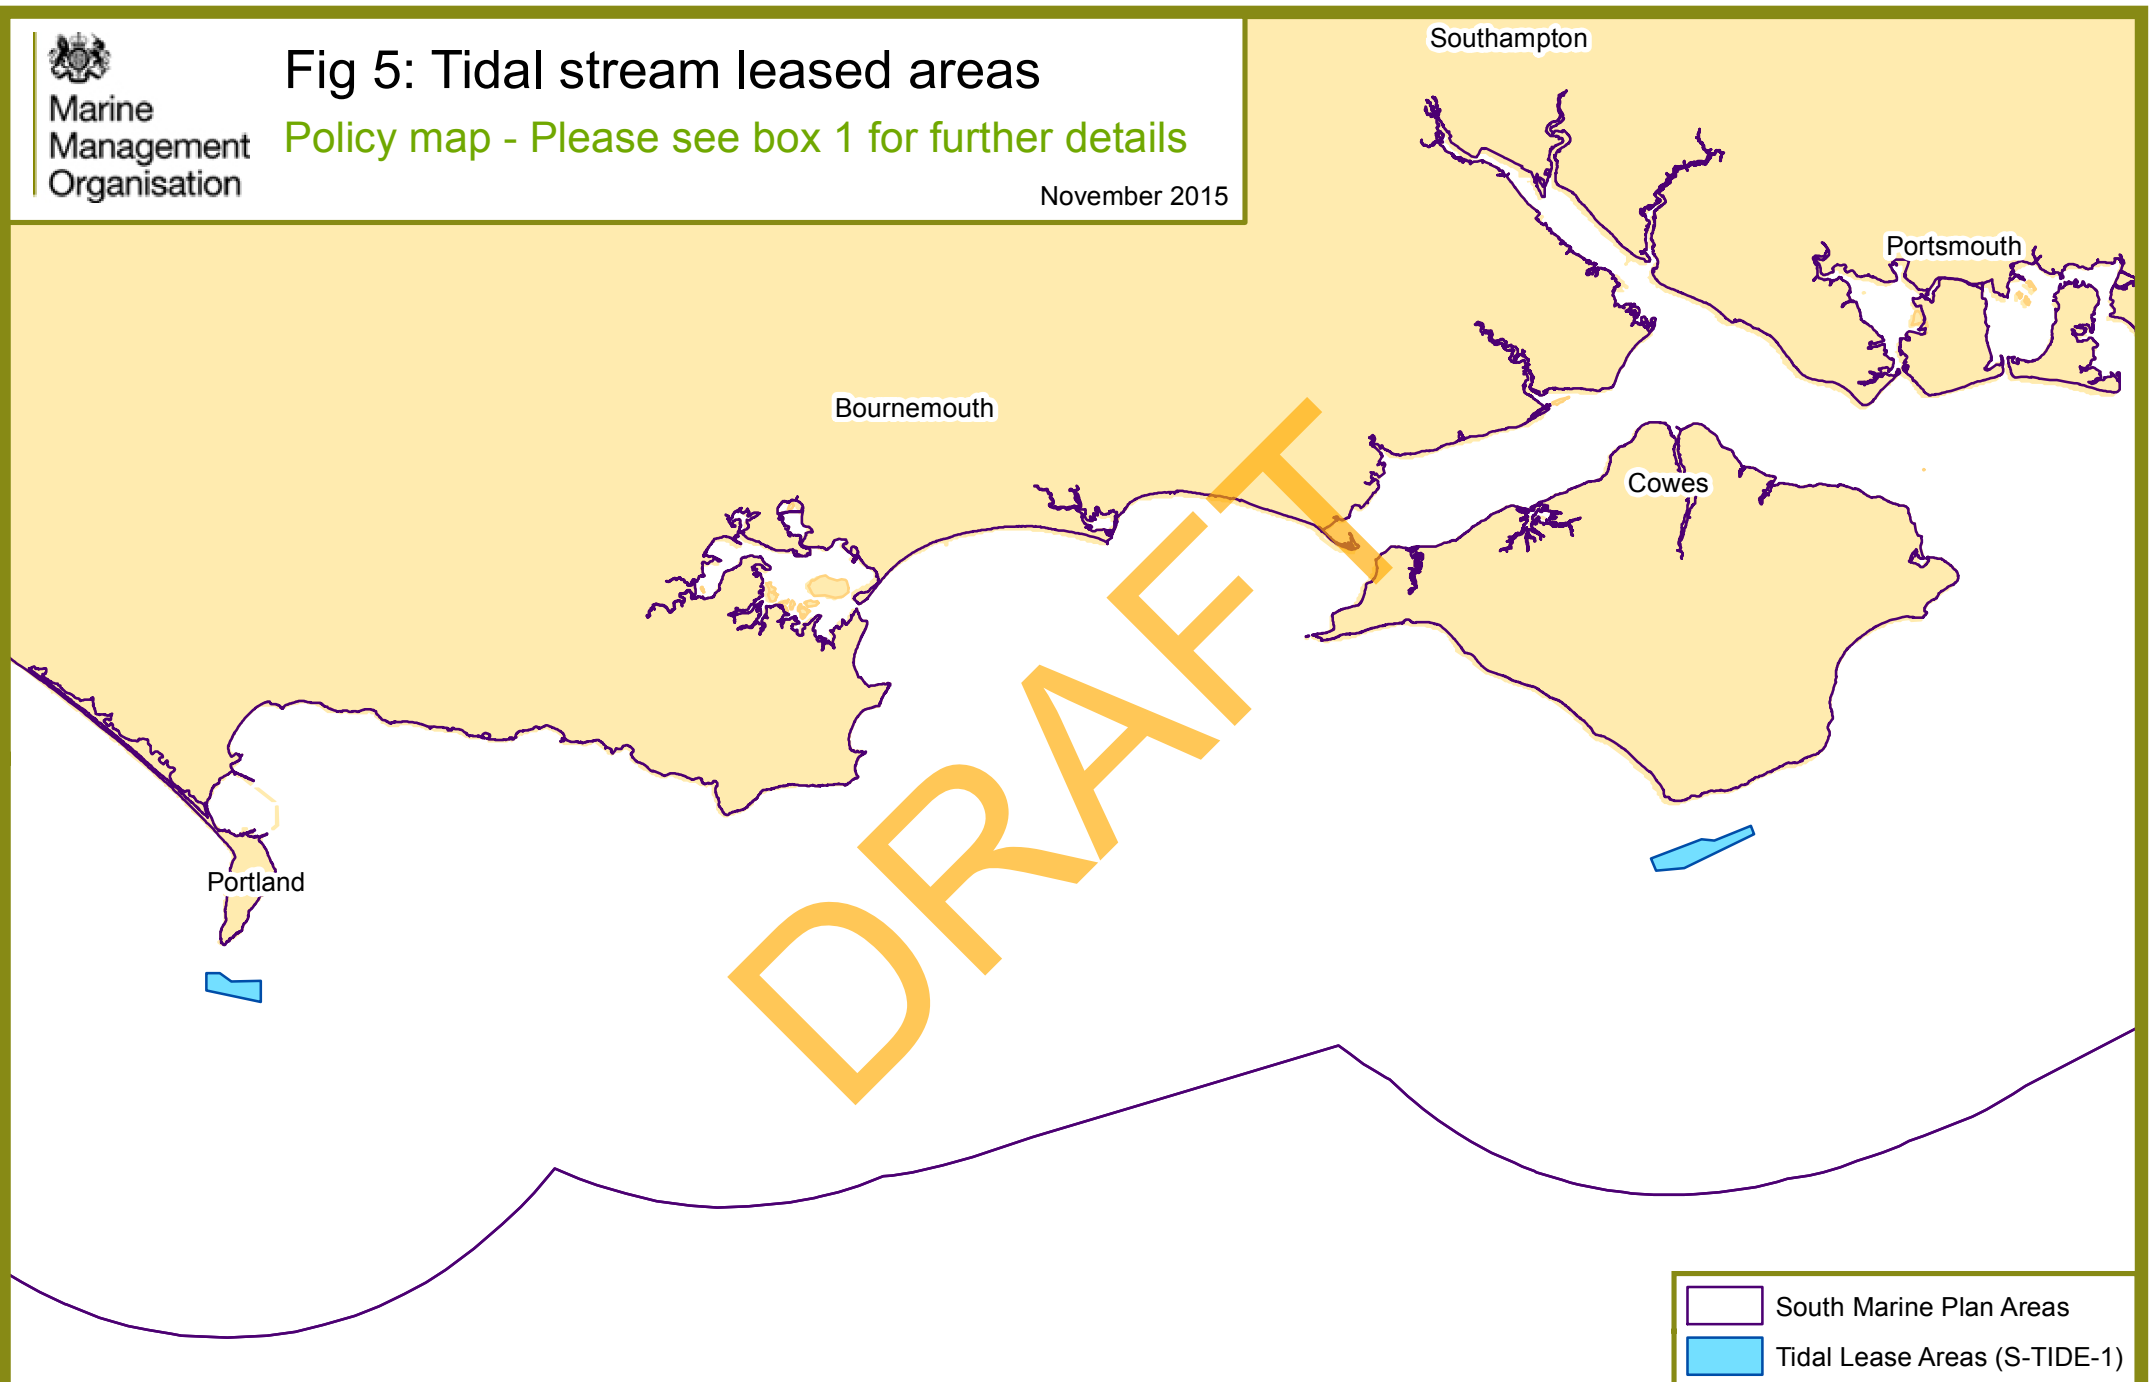 Marine
Management
Organisation
Fig 5: Tidal stream leased areas
Policy map - Please see box 1 for further details
November 2015
Southampton
Portsmouth
Bournemouth
Cowes
Portland
DRAFT
South Marine Plan Areas
Tidal Lease Areas (S-TIDE-1)